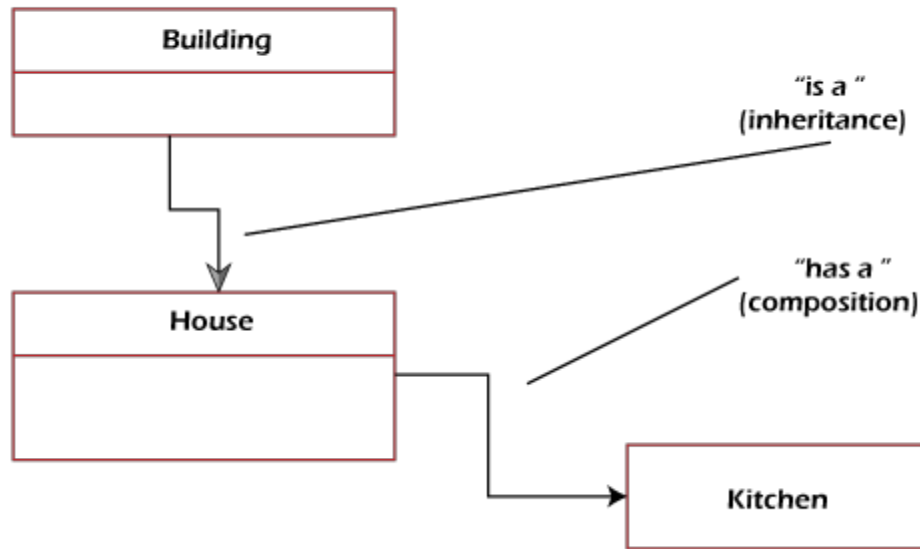 Building
“is a ”
(inheritance)
“has a ”
(composition)
House
Kitchen